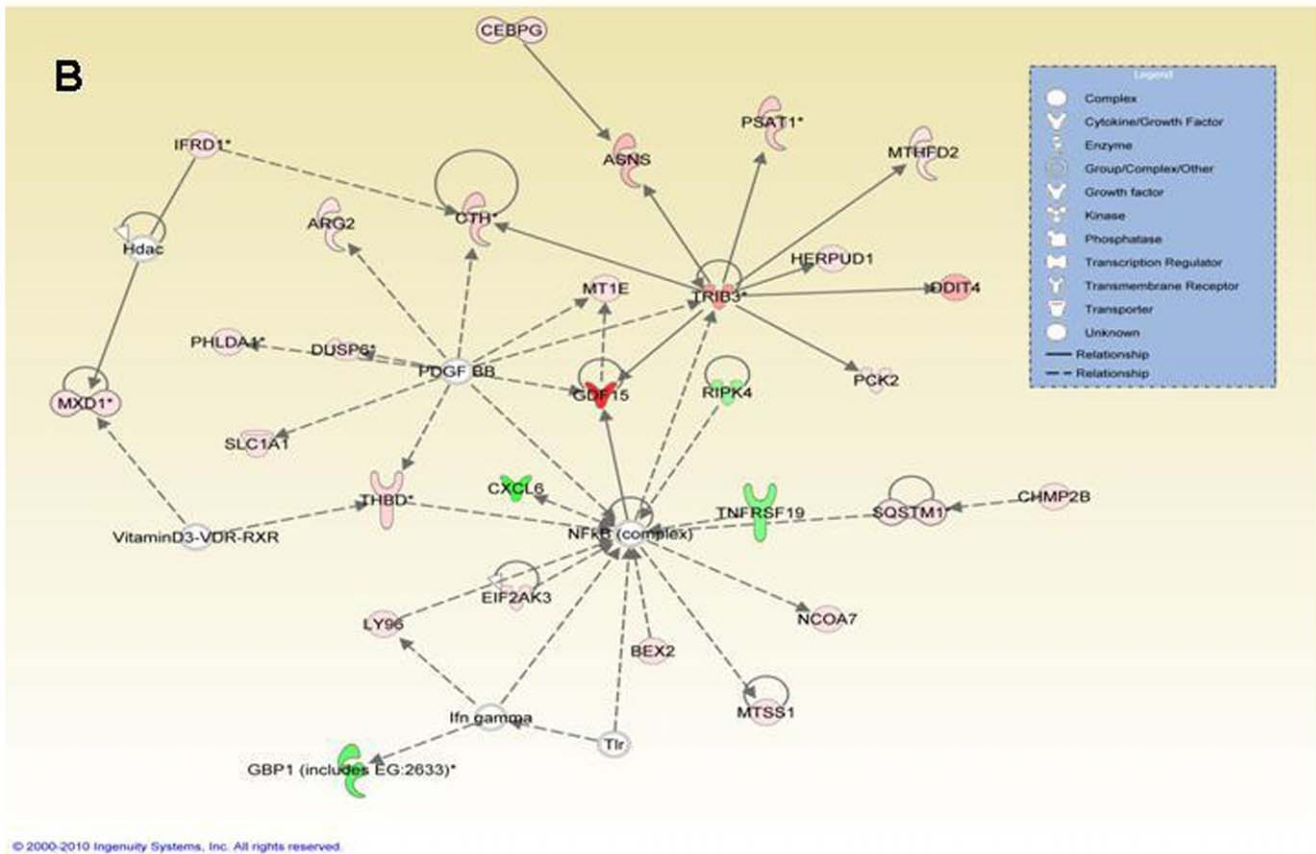 CEBPG
B
PSAT1*
IFRD1*
ASNS
MTHFD2
ARG2
CTH*
Hdac
HERPUD1
MT1E
TRIB3*
DDIT4
PHLDA1*
DUSP6*
PDGF BB
PCK2
GDF15
RIPK4
MXD1*
SLC1A1
CXCL6
THBD*
CHMP2B
TNFRSF19
SQSTM1*
VitaminD3-VDR-RXR
NFkB (complex)
EIF2AK3
LY96
NCOA7
BEX2
MTSS1
Ifn gamma
Tlr
GBP1 (includes EG:2633)*
Legend
Complex
Cytokine/Growth Factor
Enzyme
Group/Complex/Other
Growth factor
Kinase
Phosphatase
Transcription Regulator
Transmembrane Receptor
Transporter
Unknown
Relationship
Relationship
© 2000-2010 Ingenuity Systems, Inc. All rights reserved.